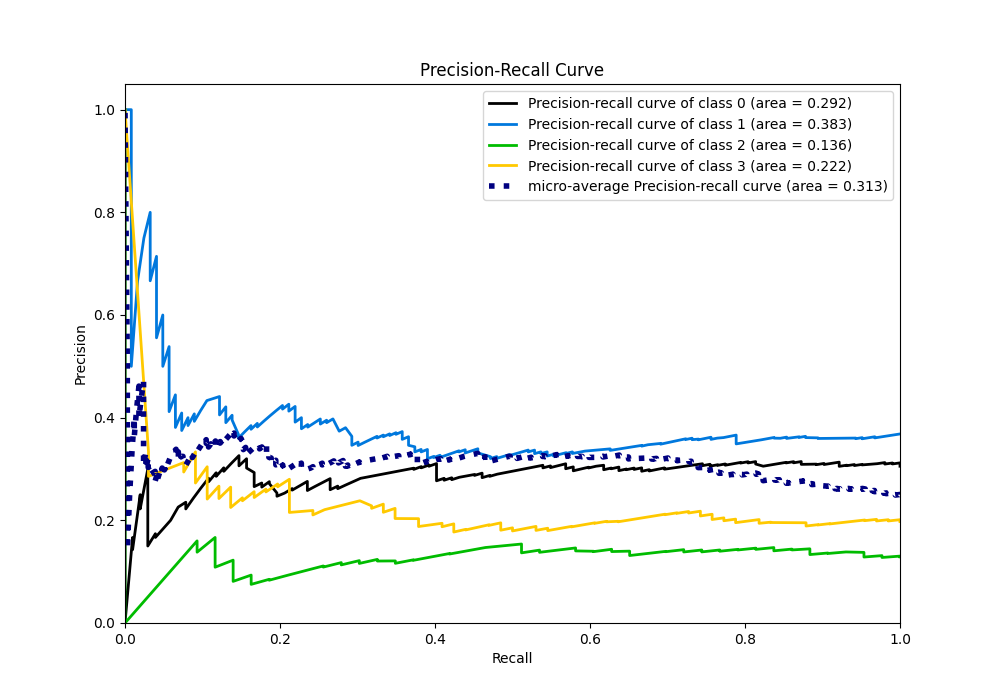 Precision-Recall Curve
Precision-recall curve of class 0 (area = 0.292)
Precision-recall curve of class 1 (area = 0.383)
Precision-recall curve of class 2 (area = 0.136)
Precision-recall curve of class 3 (area = 0.222)
micro-average Precision-recall curve (area = 0.313)
1.0
0.8
0.6
0.4
0.2
0.0
Precision
0.0 0.2 0.4 0.6 0.8 1.0
Recall